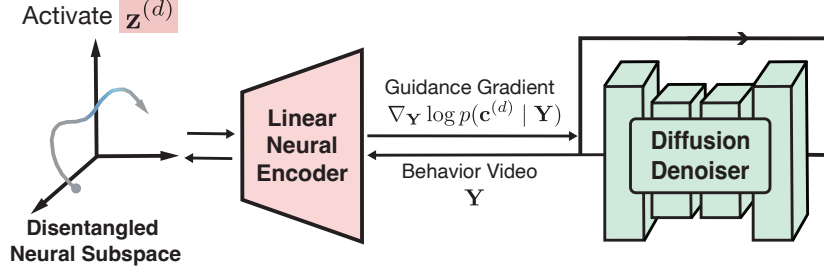 Activate z^(d)
Disentangled
Neural Subspace
Linear
Neural
Encoder
Guidance Gradient
∇_Y log p(c^(d) | Y)
Behavior Video
Y
Diffusion
Denoiser